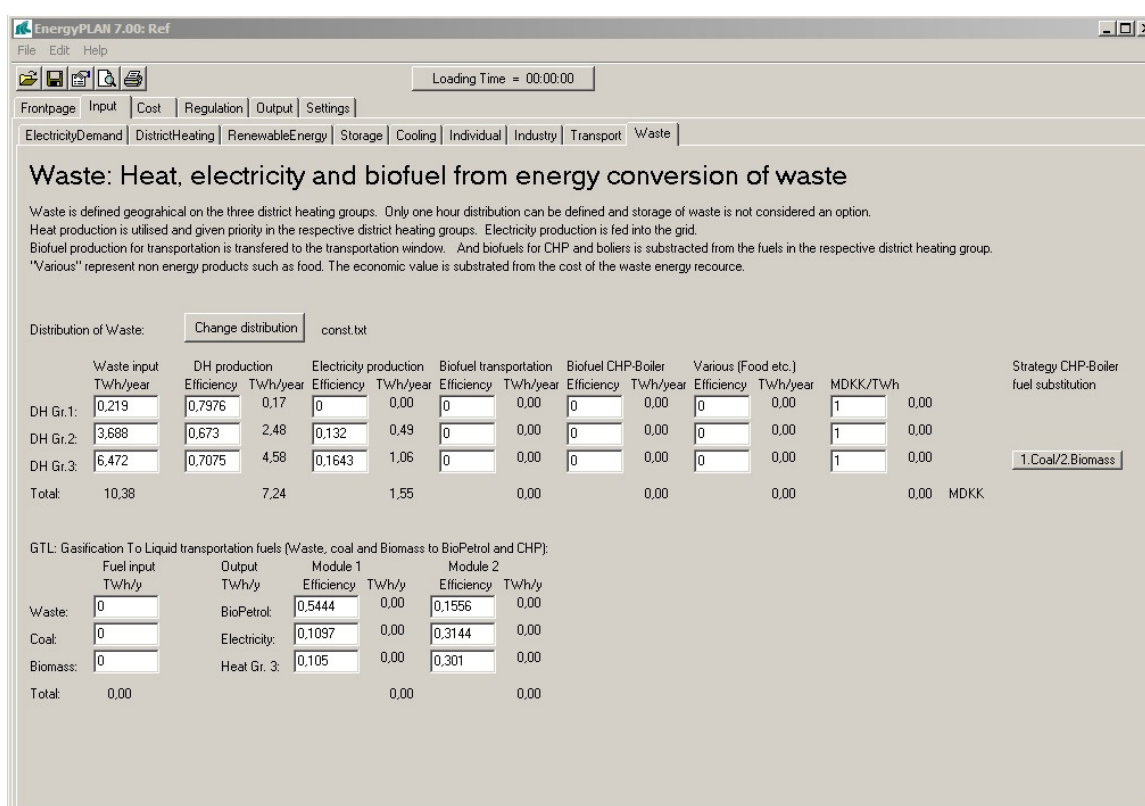 EnergyPLAN 7.00: Ref
File Edit Help
Loading Time = 00:00:00
Frontpage Input Cost Regulation Output Settings
ElectricityDemand DistrictHeating RenewableEnergy Storage Cooling Individual Industry Transport Waste
Waste: Heat, electricity and biofuel from energy conversion of waste
Waste is defined geograhical on the three district heating groups. Only one hour distribution can be defined and storage of waste is not considered an option.
Heat production is utilised and given priority in the respective district heating groups. Electricity production is fed into the grid.
Biofuel production for transportation is transfered to the transportation window. And biofuels for CHP and boliers is substracted from the fuels in the respective district heating group.
"Various" represent non energy products such as food. The economic value is substrated from the cost of the waste energy recource.
Distribution of Waste: Change distribution const.txt
Waste input DH production Electricity production Biofuel transportation Biofuel CHP-Boiler Various (Food etc.) Strategy CHP-Boiler
TWh/year Efficiency TWh/year Efficiency TWh/year Efficiency TWh/year Efficiency TWh/year Efficiency TWh/year MDKK/TWh fuel substitution
DH Gr.1: 0,219 0,7976 0,17 0 0,00 0 0,00 0 0,00 0 0,00 1 0,00
DH Gr.2: 3,688 0,673 2,48 0,132 0,49 0 0,00 0 0,00 0 0,00 1 0,00
DH Gr.3: 6,472 0,7075 4,58 0,1643 1,06 0 0,00 0 0,00 0 0,00 1 0,00 1.Coal/2.Biomass
Total: 10,38 7,24 1,55 0,00 0,00 0,00 0,00 MDKK
GTL: Gasification To Liquid transportation fuels (Waste, coal and Biomass to BioPetrol and CHP):
Fuel input Output Module 1 Module 2
TWh/y TWh/y Efficiency TWh/y Efficiency TWh/y
Waste: 0 BioPetrol: 0,5444 0,00 0,1556 0,00
Coal: 0 Electricity: 0,1097 0,00 0,3144 0,00
Biomass: 0 Heat Gr. 3: 0,105 0,00 0,301 0,00
Total: 0,00 0,00 0,00